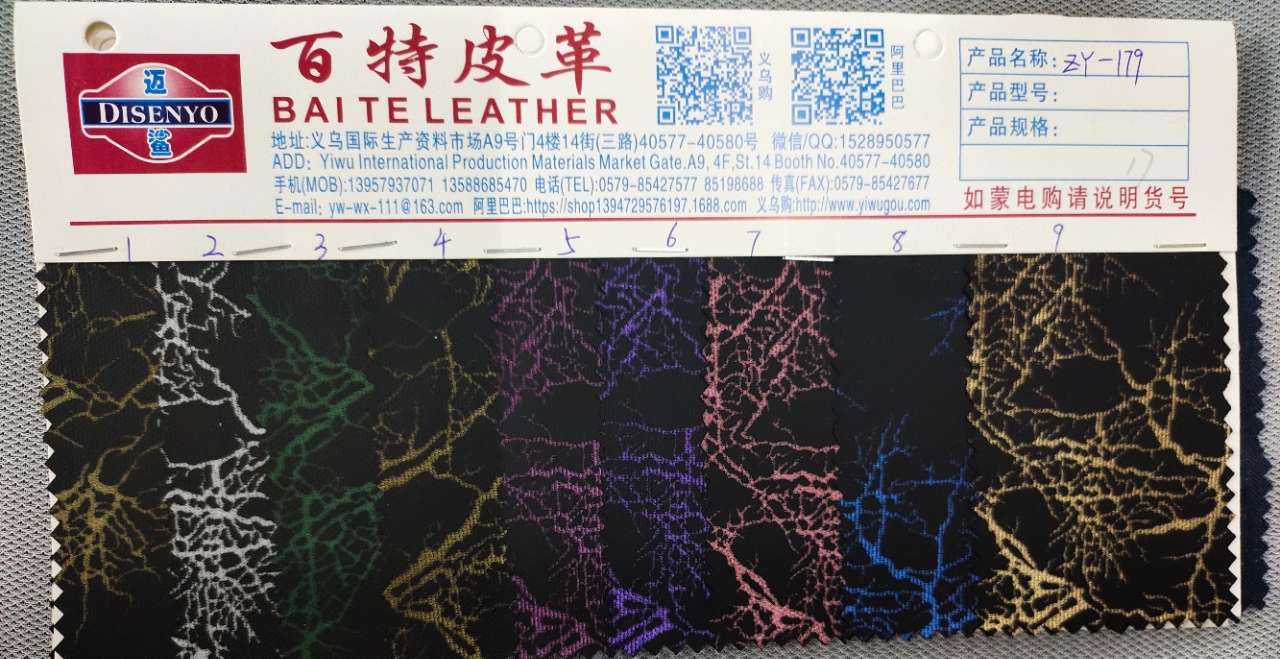 迈
DISENYO
鲨
百特皮革
BAI TE LEATHER
义乌购
阿里巴巴
地址:义乌国际生产资料市场A9号门4楼14街(三路)40577-40580号 微信/QQ:1528950577
ADD: Yiwu International Production Materials Market Gate.A9, 4F,St.14 Booth No.40577-40580
手机(MOB):13957937071 13588685470 电话(TEL):0579-85427577 85198688 传真(FAX):0579-85427677
E-mail: yw-wx-111@163.com 阿里巴巴:https://shop1394729576197.1688.com 义乌购:http://www.yiwugou.com
产品名称: ZY-179
产品型号:
产品规格:
17
如蒙电购请说明货号
1 2 3 4 5 6 7 8 9